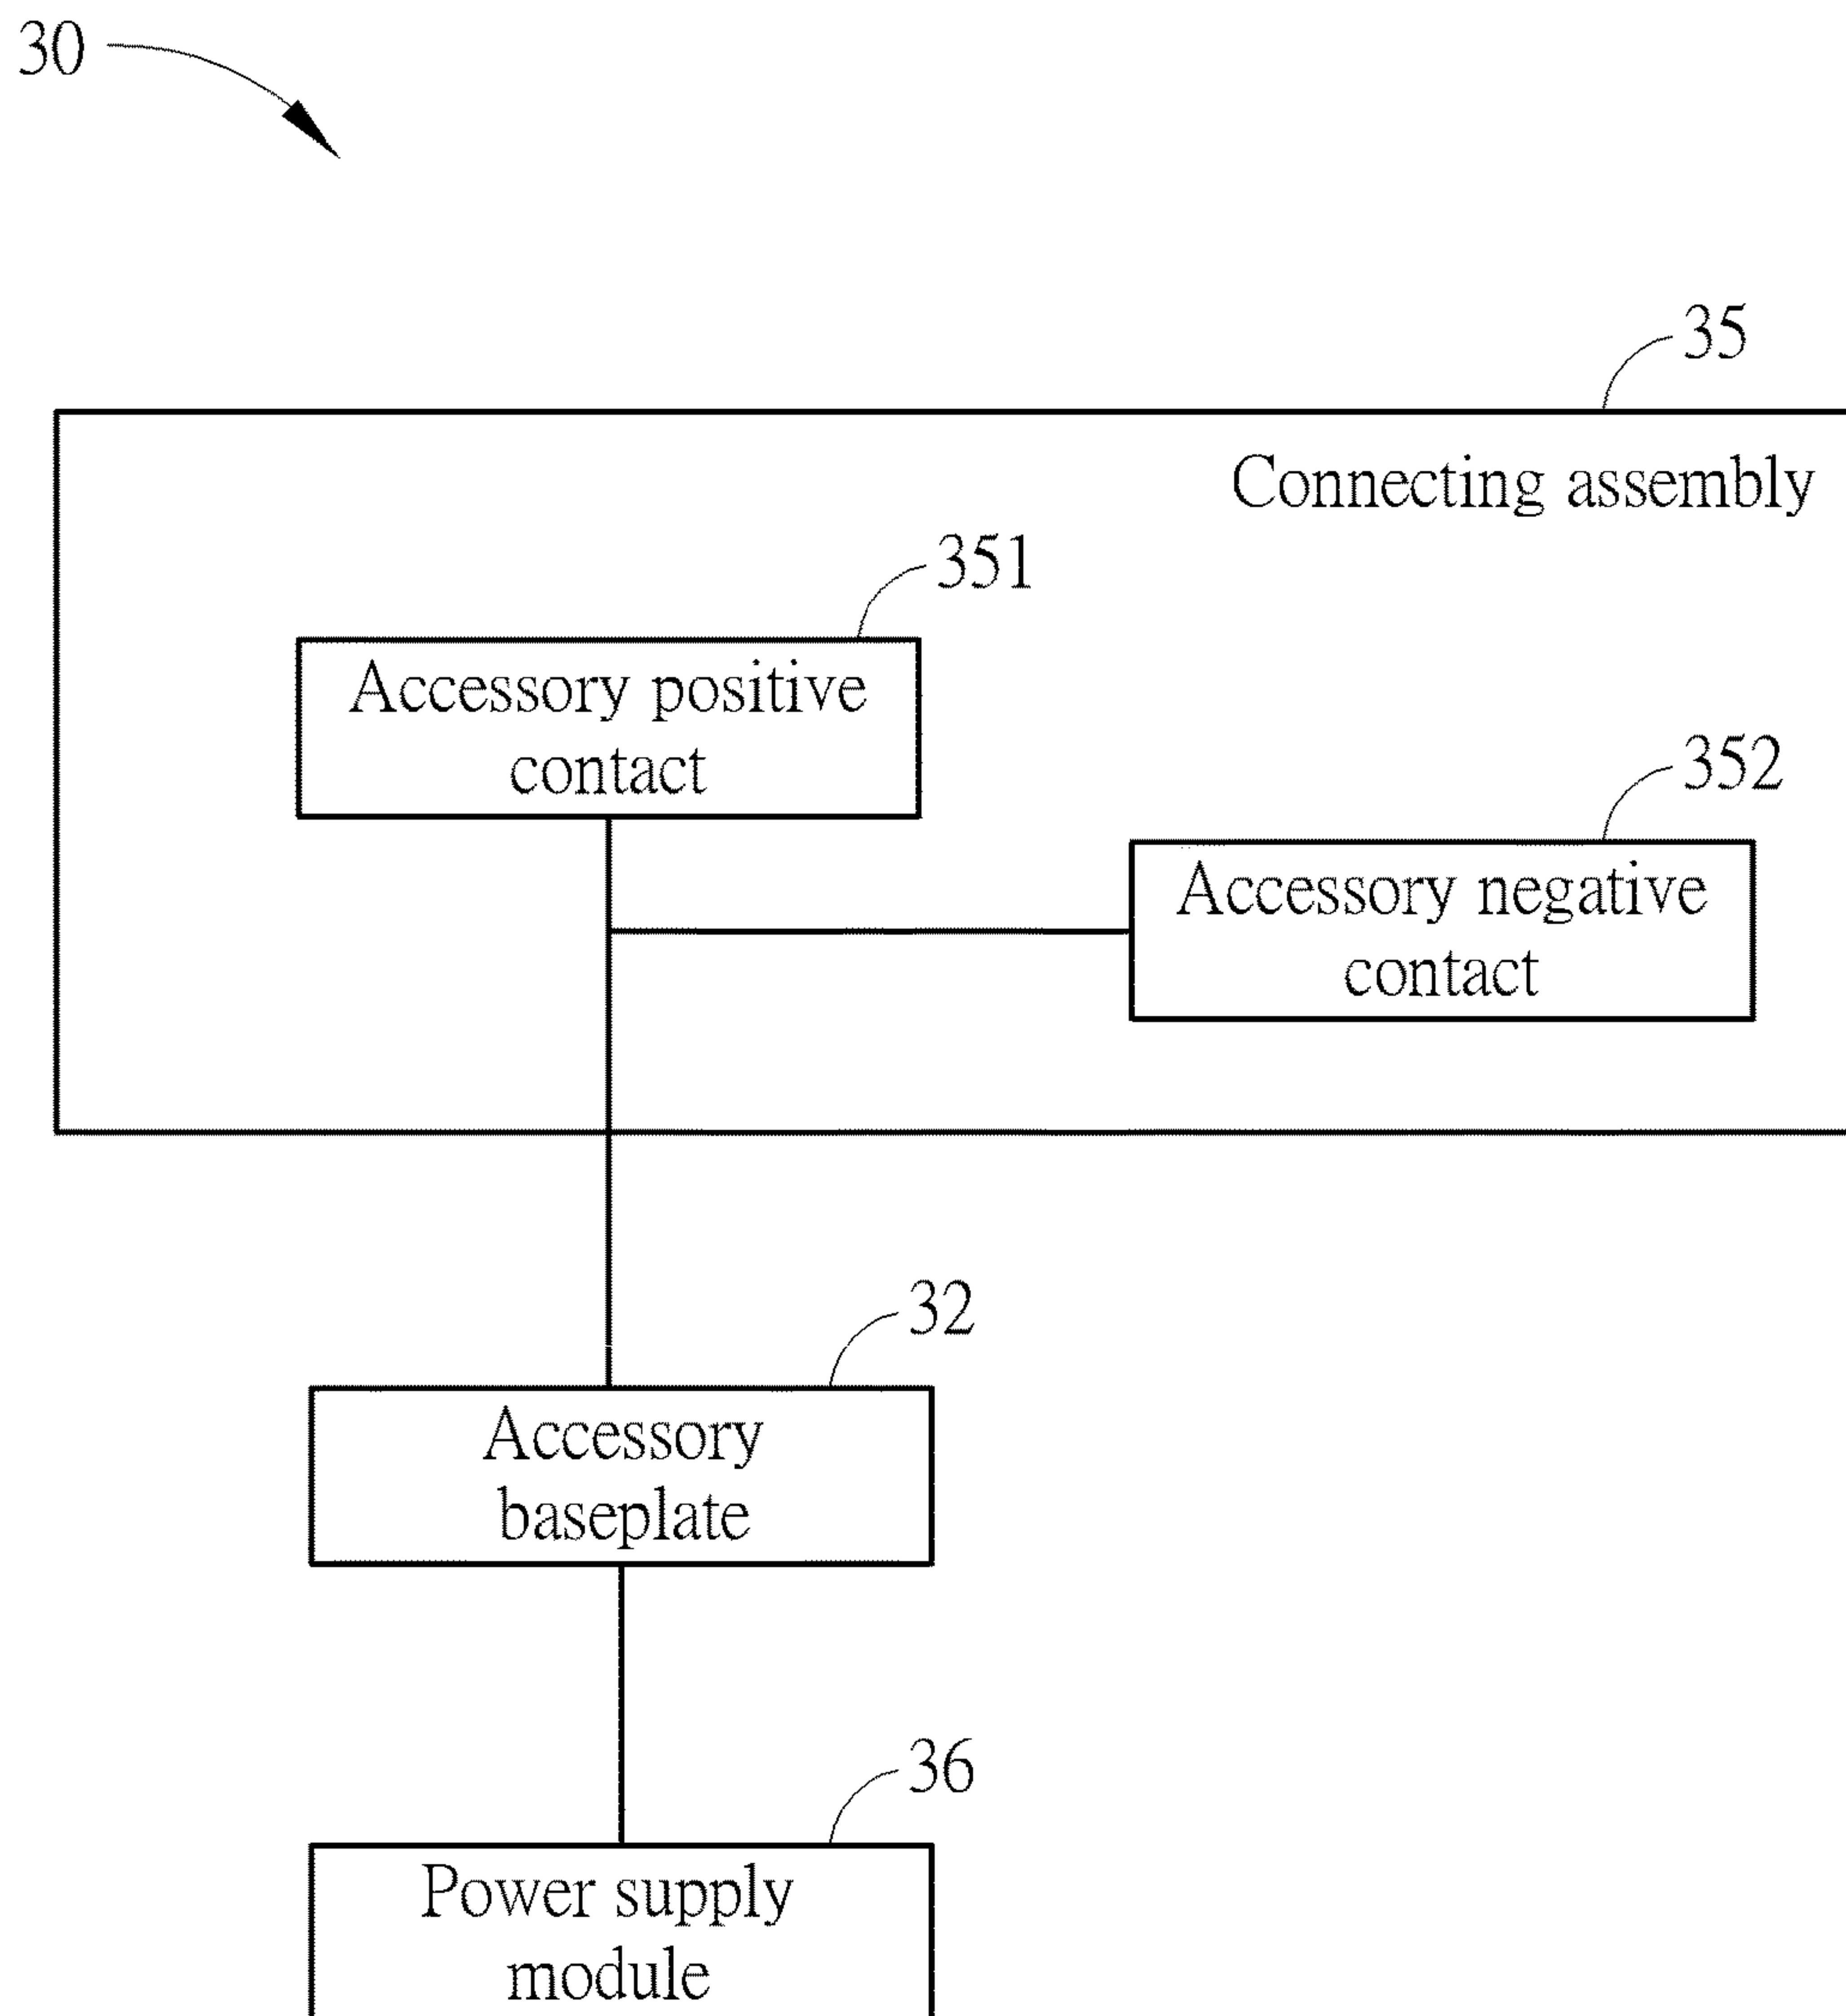 30
35
Connecting assembly
351
Accessory positive
contact
352
Accessory negative
contact
32
Accessory
baseplate
36
Power supply
module